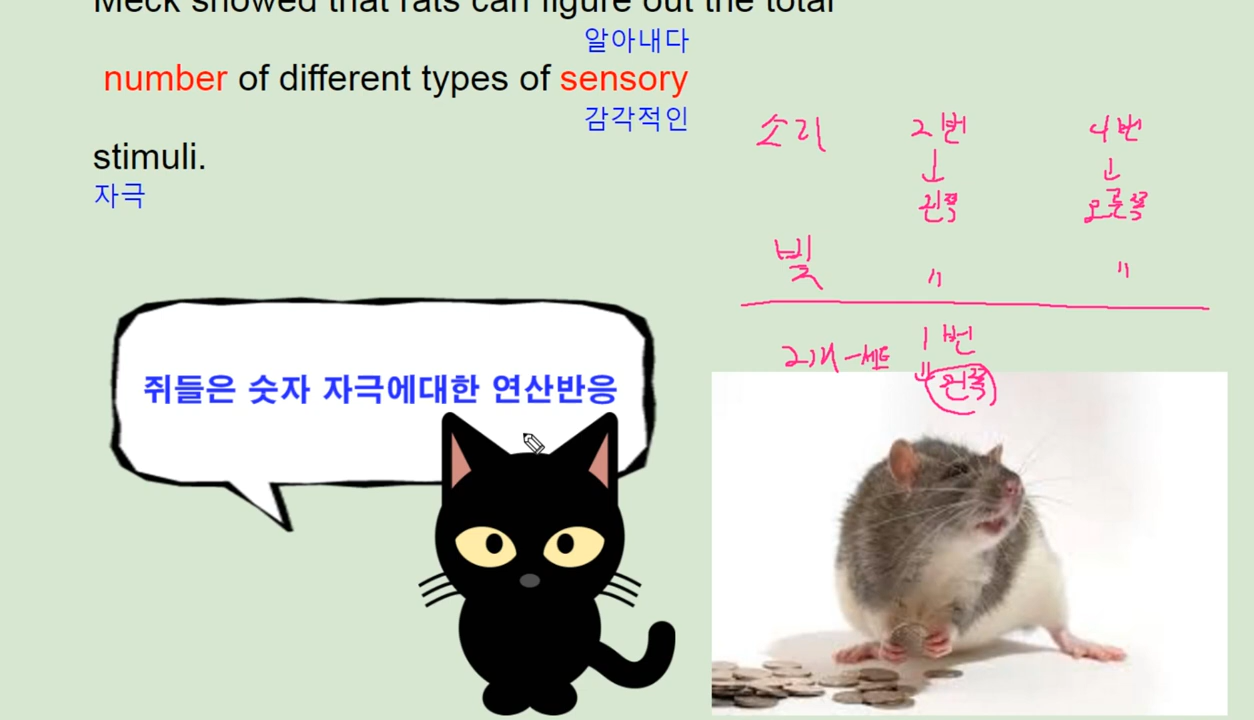 Meck showed that rats can figure out the total
알아내다
number of different types of sensory
감각적인
stimuli.
자극
소리 2번 4번
↓ ↓
왼쪽 오른쪽
빛 〃 〃
2개-세트 1번
⇓ 왼쪽
쥐들은 숫자 자극에대한 연산반응